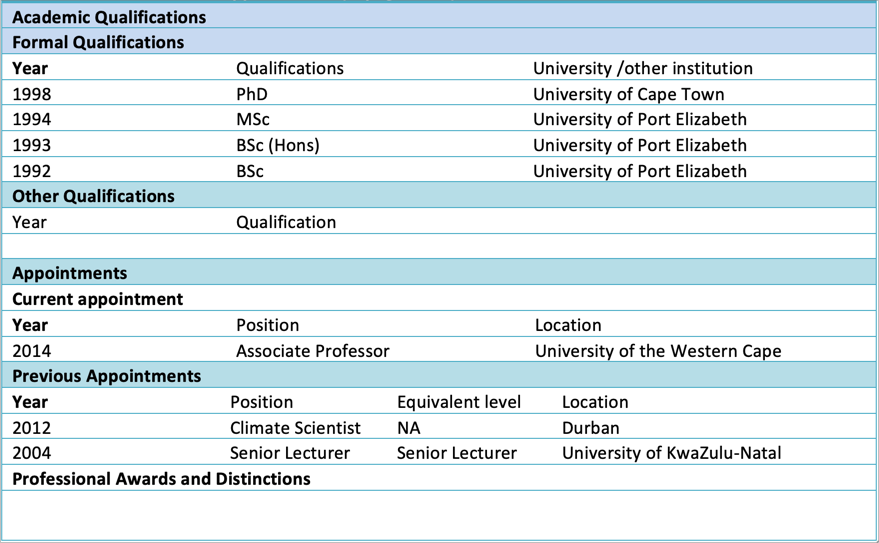 Academic Qualifications
Formal Qualifications
Year Qualifications University /other institution
1998 PhD University of Cape Town
1994 MSc University of Port Elizabeth
1993 BSc (Hons) University of Port Elizabeth
1992 BSc University of Port Elizabeth
Other Qualifications
Year Qualification
Appointments
Current appointment
Year Position Location
2014 Associate Professor University of the Western Cape
Previous Appointments
Year Position Equivalent level Location
2012 Climate Scientist NA Durban
2004 Senior Lecturer Senior Lecturer University of KwaZulu-Natal
Professional Awards and Distinctions